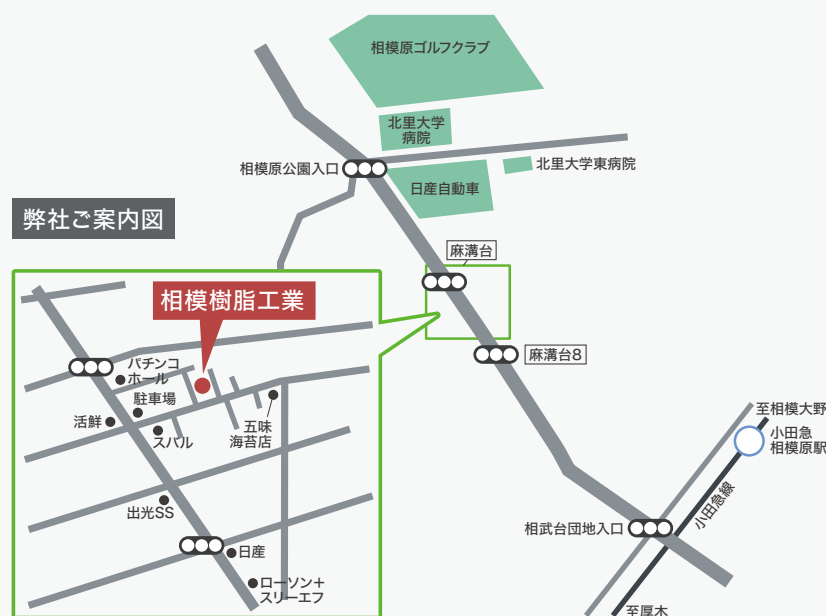 相模原ゴルフクラブ
北里大学
病院
相模原公園入口
北里大学東病院
日産自動車
弊社ご案内図
麻溝台
相模樹脂工業
麻溝台8
パチンコ
ホール
駐車場
活鮮
スバル
五味
海苔店
至相模大野
小田急
相模原駅
小田急線
出光SS
相武台団地入口
日産
ローソン+
スリーエフ
至厚木